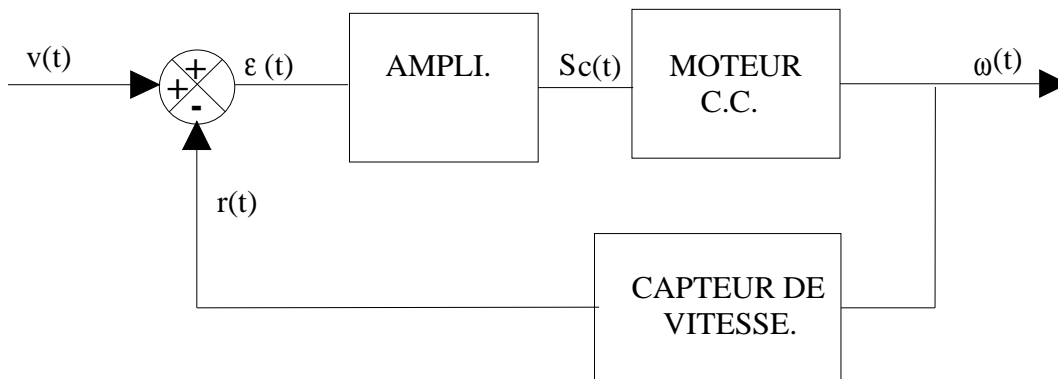 v(t)
+
+
-
ε (t)
AMPLI.
Sc(t)
MOTEUR
C.C.
ω(t)
r(t)
CAPTEUR DE
VITESSE.